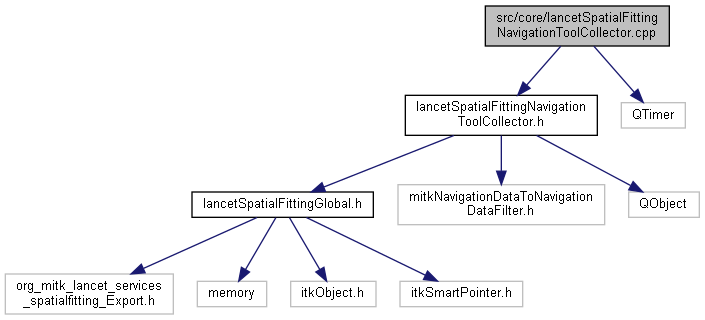 src/core/lancetSpatialFitting
NavigationToolCollector.cpp
lancetSpatialFittingNavigation
ToolCollector.h
QTimer
lancetSpatialFittingGlobal.h
mitkNavigationDataToNavigation
DataFilter.h
QObject
org_mitk_lancet_services
_spatialfitting_Export.h
memory
itkObject.h
itkSmartPointer.h